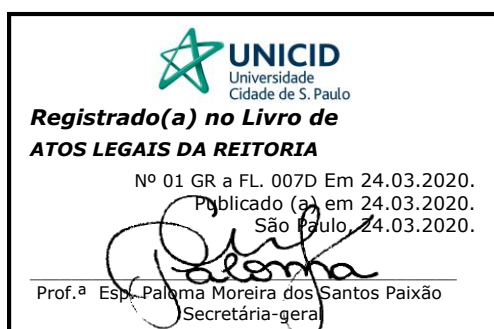 UNICID
Universidade
Cidade de S. Paulo
Registrado(a) no Livro de
ATOS LEGAIS DA REITORIA
Nº 01 GR a FL. 007D Em 24.03.2020.
Publicado (a) em 24.03.2020.
São Paulo, 24.03.2020.
Paloma
Prof.ª Esp. Paloma Moreira dos Santos Paixão
Secretária-geral